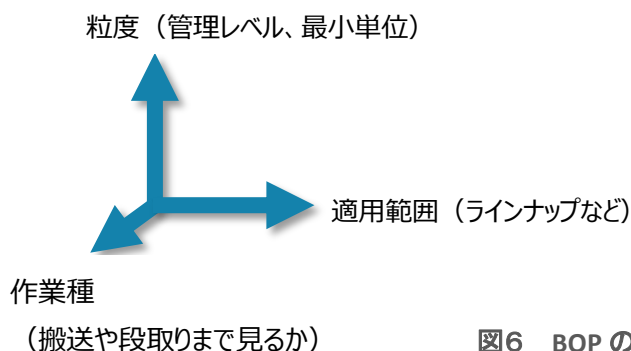 粒度（管理レベル、最小単位）
適用範囲（ラインナップなど）
作業種
（搬送や段取りまで見るか）
図6 BOP の